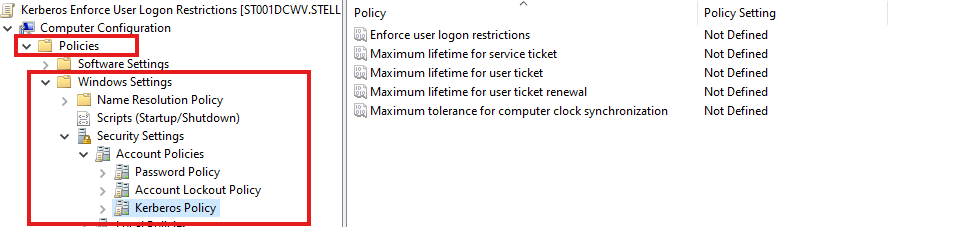 Kerberos Enforce User Logon Restrictions [ST001DCWV.STELL
Computer Configuration
Policies
Software Settings
Windows Settings
Name Resolution Policy
Scripts (Startup/Shutdown)
Security Settings
Account Policies
Password Policy
Account Lockout Policy
Kerberos Policy
Local Policies
Policy Policy Setting
Enforce user logon restrictions Not Defined
Maximum lifetime for service ticket Not Defined
Maximum lifetime for user ticket Not Defined
Maximum lifetime for user ticket renewal Not Defined
Maximum tolerance for computer clock synchronization Not Defined